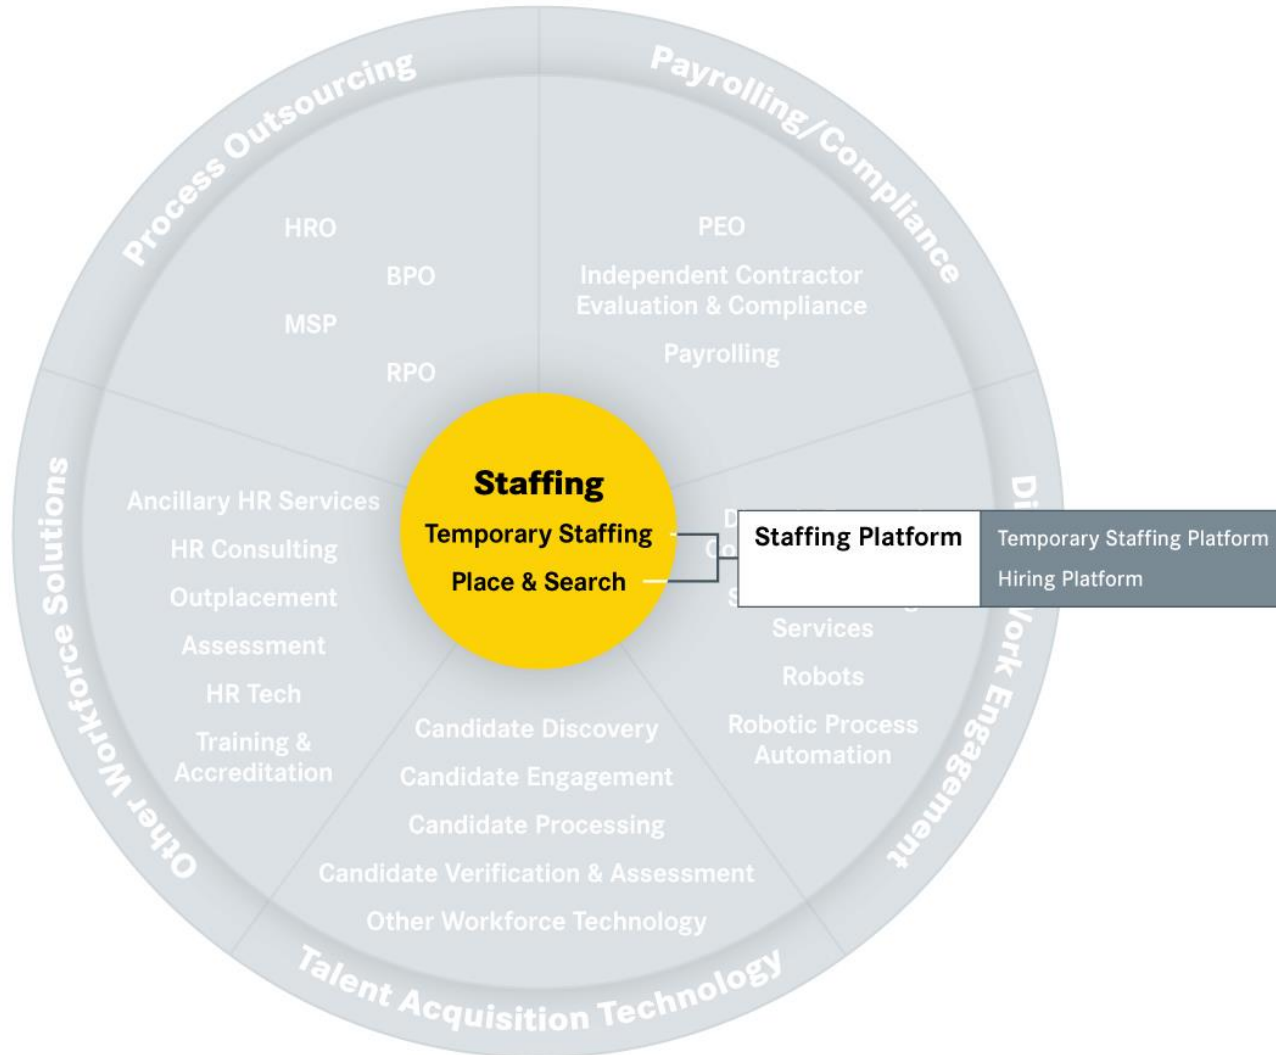 Process Outsourcing
Payrolling/Compliance
HRO
BPO
MSP
RPO
PEO
Independent Contractor
Evaluation & Compliance
Payrolling
Staffing
Temporary Staffing
Place & Search
Staffing Platform
Temporary Staffing Platform
Hiring Platform
Other Workforce Solutions
Ancillary HR Services
HR Consulting
Outplacement
Assessment
HR Tech
Training &
Accreditation
Work Engagement
Services
Robots
Robotic Process
Automation
Candidate Discovery
Candidate Engagement
Candidate Processing
Candidate Verification & Assessment
Other Workforce Technology
Talent Acquisition Technology